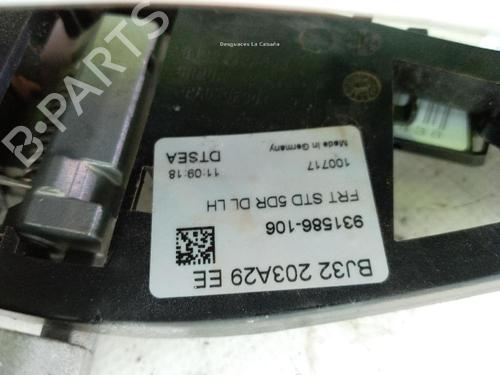 Desguaces La Cabaña
B-PARTS
BJ32 203A29 EE
931586-106
FRT STD 5DR DL LH
100717
11:09:18
Made in Germany
DTSEA